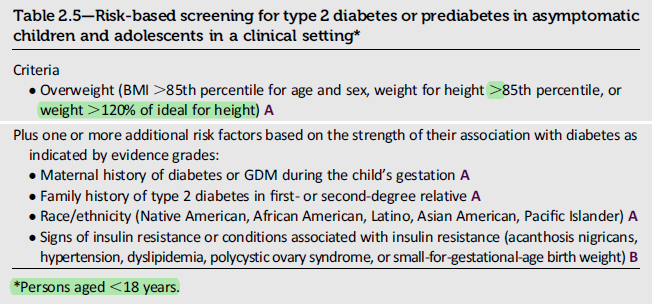 Table 2.5—Risk-based screening for type 2 diabetes or prediabetes in asymptomatic
children and adolescents in a clinical setting*
Criteria
• Overweight (BMI >85th percentile for age and sex, weight for height >85th percentile, or
weight >120% of ideal for height) A
Plus one or more additional risk factors based on the strength of their association with diabetes as
indicated by evidence grades:
• Maternal history of diabetes or GDM during the child's gestation A
• Family history of type 2 diabetes in first- or second-degree relative A
• Race/ethnicity (Native American, African American, Latino, Asian American, Pacific Islander) A
• Signs of insulin resistance or conditions associated with insulin resistance (acanthosis nigricans,
hypertension, dyslipidemia, polycystic ovary syndrome, or small-for-gestational-age birth weight) B
*Persons aged <18 years.